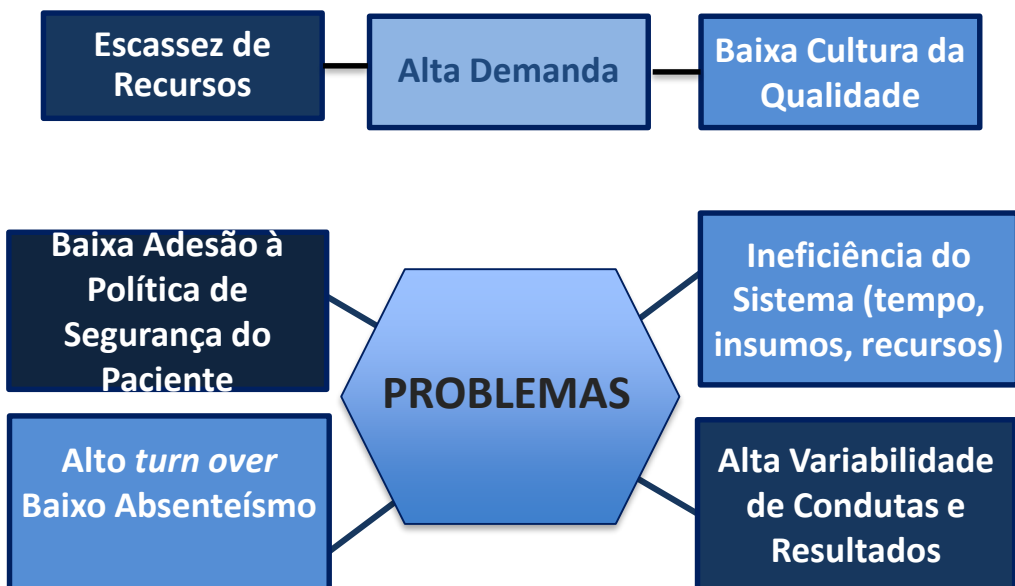 Escassez de
Recursos
Alta Demanda
Baixa Cultura da
Qualidade
Baixa Adesão à
Política de
Segurança do
Paciente
Ineficiência do
Sistema (tempo,
insumos, recursos)
PROBLEMAS
Alto turn over
Baixo Absenteísmo
Alta Variabilidade
de Condutas e
Resultados